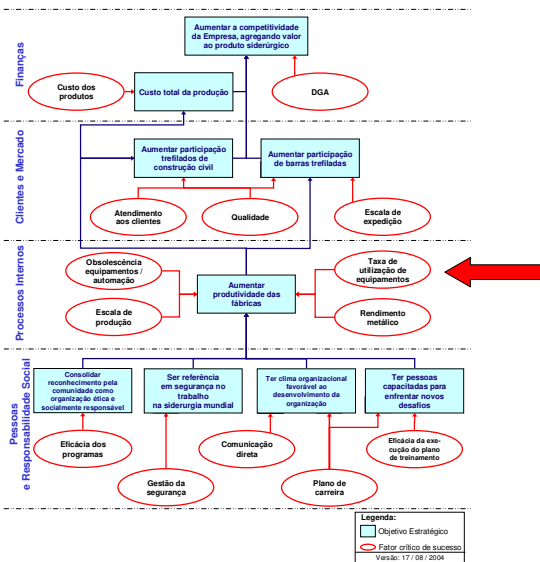 Finanças
Aumentar a competitividade
da Empresa, agregando valor
ao produto siderúrgico
Custo dos
produtos
Custo total da produção
DGA
Clientes e Mercado
Aumentar participação
trefilados de
construção civil
Aumentar participação
de barras trefiladas
Atendimento
aos clientes
Qualidade
Escala de
expedição
Processos Internos
Obsolescência
equipamentos /
automação
Taxa de
utilização de
equipamentos
Aumentar
produtividade das
fábricas
Escala de
produção
Rendimento
metálico
Pessoas
e Responsabilidade Social
Consolidar
reconhecimento pela
comunidade como
organização ética e
socialmente responsável
Ser referência
em segurança no
trabalho
na siderurgia mundial
Ter clima organizacional
favorável ao
desenvolvimento da
organização
Ter pessoas
capacitadas para
enfrentar novos
desafios
Eficácia dos
programas
Comunicação
direta
Eficácia da exe-
cução do plano
de treinamento
Gestão da
segurança
Plano de
carreira
Legenda:
Objetivo Estratégico
Fator crítico de sucesso
Versão: 17 / 08 / 2004